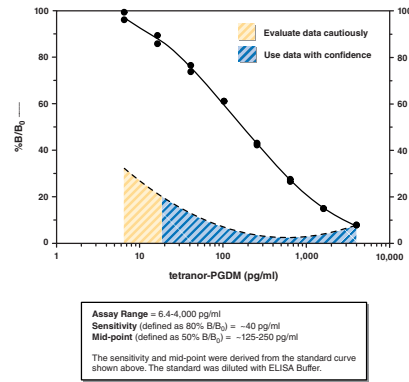 100
100
Evaluate data cautiously
80
80
Use data with confidence
60
60
%B/B₀
40
40
20
20
0
0
1
10
100
1,000
10,000
tetranor-PGDM (pg/ml)
Assay Range = 6.4-4,000 pg/ml
Sensitivity (defined as 80% B/B₀) = ~40 pg/ml
Mid-point (defined as 50% B/B₀) = ~125-250 pg/ml
The sensitivity and mid-point were derived from the standard curve
shown above. The standard was diluted with ELISA Buffer.